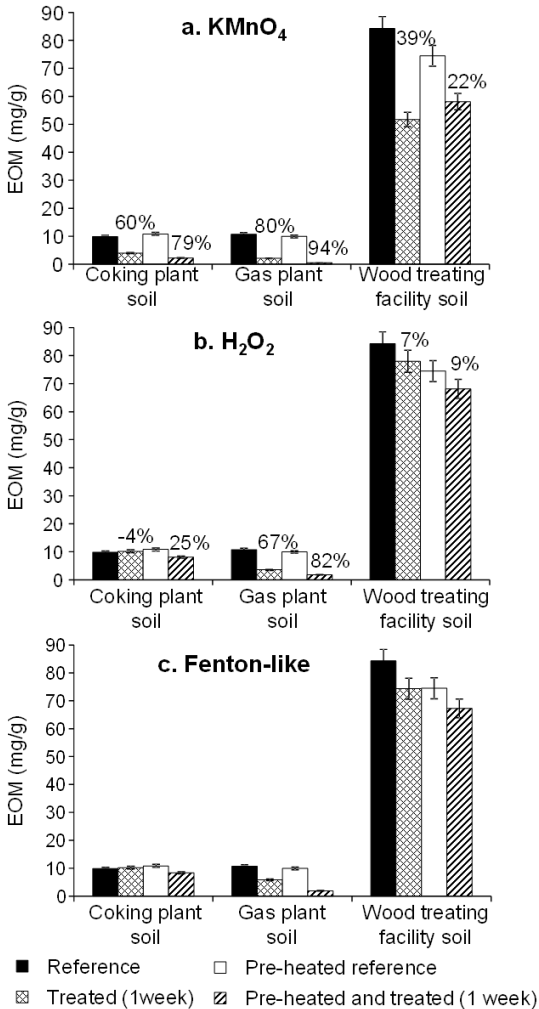 a. KMnO4
EOM (mg/g)
90
80
70
60
50
40
30
20
10
0
60%
79%
80%
94%
39%
22%
Coking plant soil
Gas plant soil
Wood treating facility soil
b. H2O2
EOM (mg/g)
90
80
70
60
50
40
30
20
10
0
-4%
25%
67%
82%
7%
9%
Coking plant soil
Gas plant soil
Wood treating facility soil
c. Fenton-like
EOM (mg/g)
90
80
70
60
50
40
30
20
10
0
Coking plant soil
Gas plant soil
Wood treating facility soil
Reference
Pre-heated reference
Treated (1week)
Pre-heated and treated (1 week)